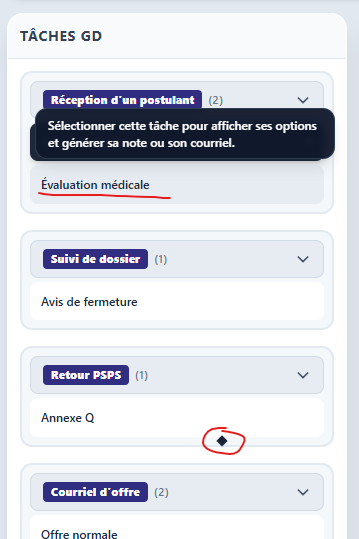 TÂCHES GD
Réception d'un postulant (2)
Sélectionner cette tâche pour afficher ses options
et générer sa note ou son courriel.
Évaluation médicale
Suivi de dossier (1)
Avis de fermeture
Retour PSPS (1)
Annexe Q
Courriel d'offre (2)
Offre normale